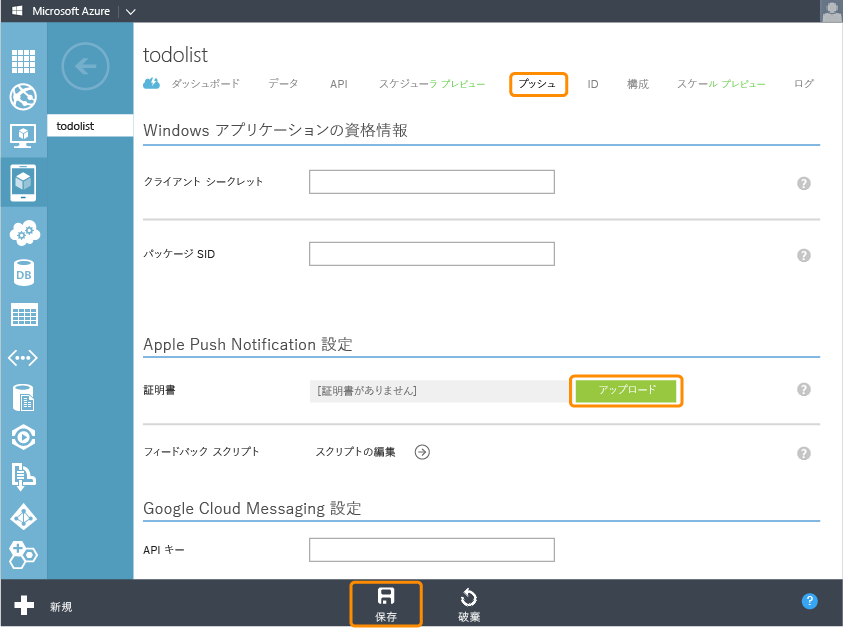 Microsoft Azure
todolist
todolist
ダッシュボード データ API スケジューラ プレビュー プッシュ ID 構成 スケール プレビュー ログ
Windows アプリケーションの資格情報
クライアント シークレット ?
パッケージ SID ?
Apple Push Notification 設定
証明書 [証明書がありません] アップロード ?
フィードバック スクリプト スクリプトの編集 ?
Google Cloud Messaging 設定
API キー
DB
新規 保存 破棄 ?